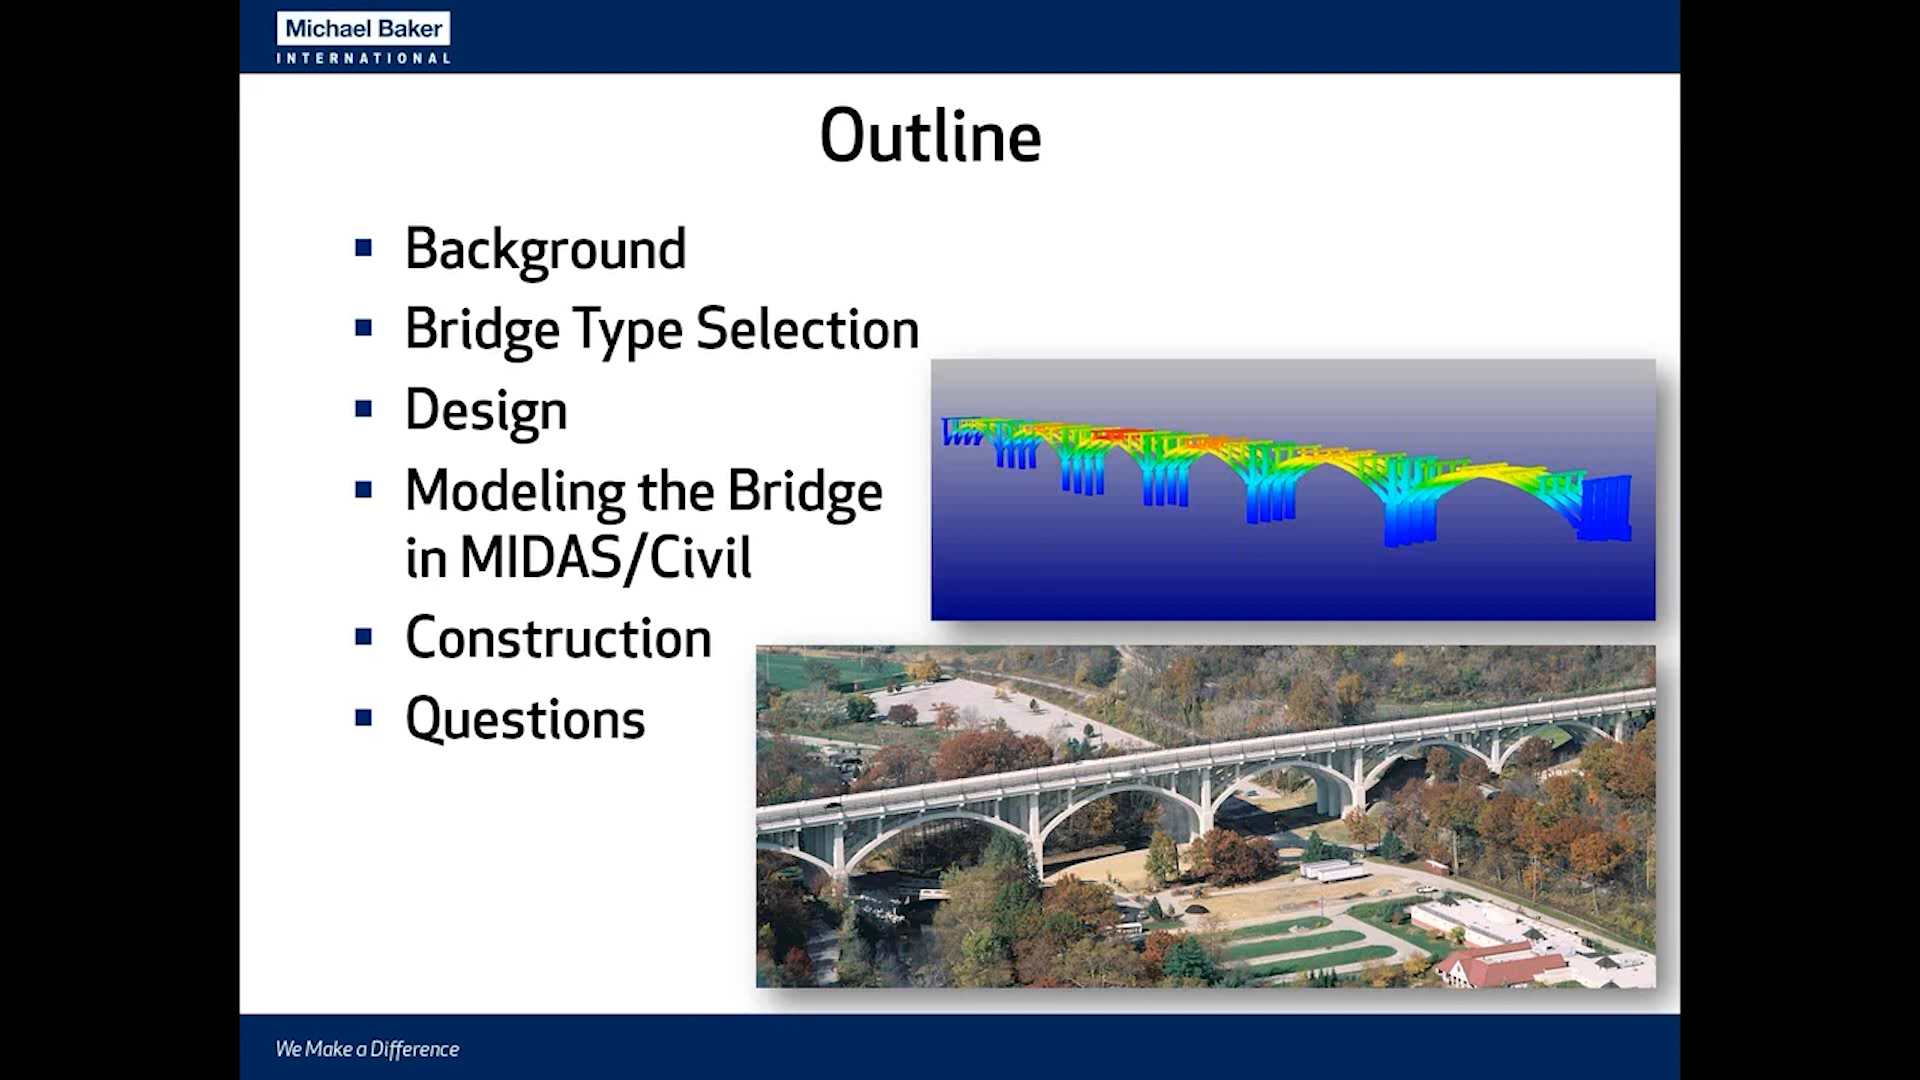 Michael Baker
INTERNATIONAL
Outline
Background
Bridge Type Selection
Design
Modeling the Bridge
in MIDAS/Civil
Construction
Questions
We Make a Difference